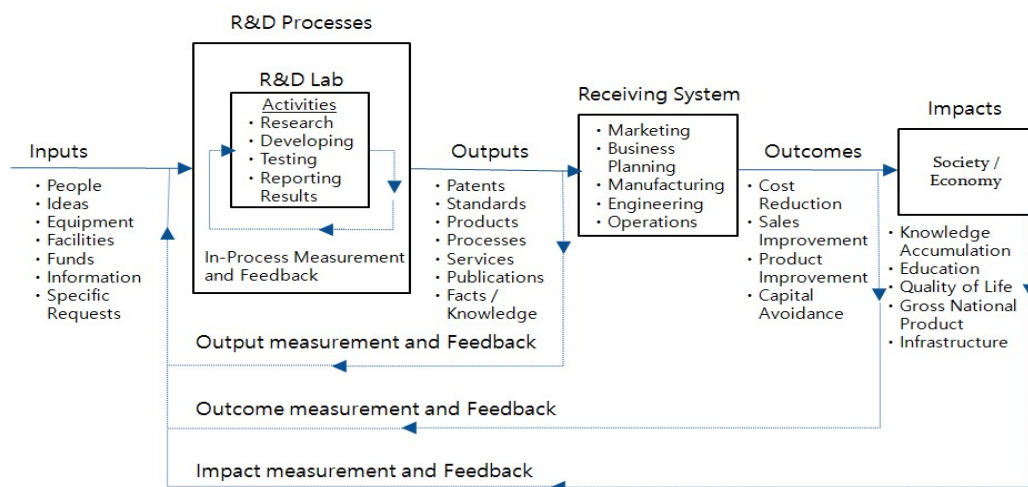 R&D Processes
R&D Lab
Activities
· Research
· Developing
· Testing
· Reporting
Results
In-Process Measurement
and Feedback
Inputs
· People
· Ideas
· Equipment
· Facilities
· Funds
· Information
· Specific
Requests
Outputs
· Patents
· Standards
· Products
· Processes
· Services
· Publications
· Facts /
Knowledge
Receiving System
· Marketing
· Business
Planning
· Manufacturing
· Engineering
· Operations
Outcomes
· Cost
Reduction
· Sales
Improvement
· Product
Improvement
· Capital
Avoidance
Impacts
Society /
Economy
· Knowledge
Accumulation
· Education
· Quality of Life
· Gross National
Product
· Infrastructure
Output measurement and Feedback
Outcome measurement and Feedback
Impact measurement and Feedback